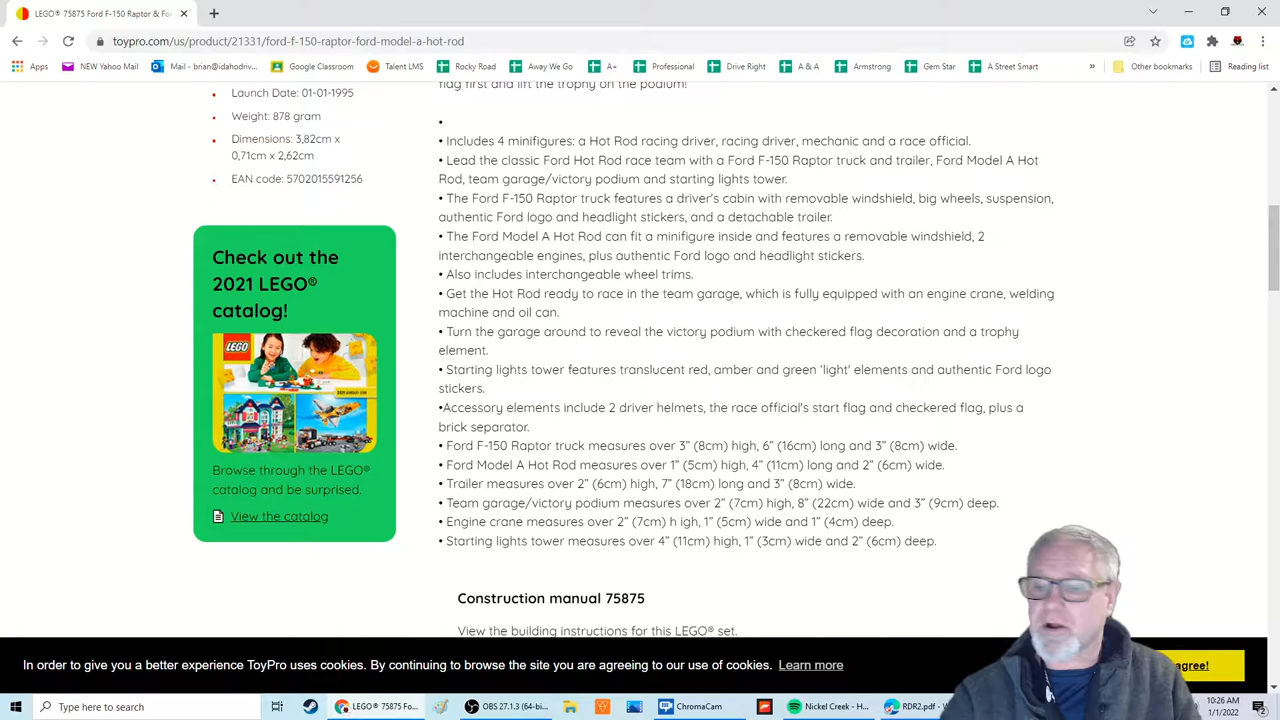 LEGO® 75875 Ford F-150 Raptor & Fo
toypro.com/us/product/21331/ford-f-150-raptor-ford-model-a-hot-rod
Apps NEW Yahoo Mail Mail - brian@idahodriv... Google Classroom Talent LMS Rocky Road Away We Go A+ Professional Drive Right A & A Armstrong Gem Star A Street Smart » Other bookmarks Reading list
flag first and lift the trophy on the podium!
• Launch Date: 01-01-1995
• Weight: 878 gram
• Dimensions: 3,82cm x
0,71cm x 2,62cm
• EAN code: 5702015591256
Check out the
2021 LEGO®
catalog!
LEGO
Browse through the LEGO®
catalog and be surprised.
View the catalog
•
• Includes 4 minifigures: a Hot Rod racing driver, racing driver, mechanic and a race official.
• Lead the classic Ford Hot Rod race team with a Ford F-150 Raptor truck and trailer, Ford Model A Hot
Rod, team garage/victory podium and starting lights tower.
• The Ford F-150 Raptor truck features a driver's cabin with removable windshield, big wheels, suspension,
authentic Ford logo and headlight stickers, and a detachable trailer.
• The Ford Model A Hot Rod can fit a minifigure inside and features a removable windshield, 2
interchangeable engines, plus authentic Ford logo and headlight stickers.
• Also includes interchangeable wheel trims.
• Get the Hot Rod ready to race in the team garage, which is fully equipped with an engine crane, welding
machine and oil can.
• Turn the garage around to reveal the victory podium with checkered flag decoration and a trophy
element.
• Starting lights tower features translucent red, amber and green ‘light' elements and authentic Ford logo
stickers.
•Accessory elements include 2 driver helmets, the race official's start flag and checkered flag, plus a
brick separator.
• Ford F-150 Raptor truck measures over 3” (8cm) high, 6” (16cm) long and 3” (8cm) wide.
• Ford Model A Hot Rod measures over 1” (5cm) high, 4” (11cm) long and 2” (6cm) wide.
• Trailer measures over 2” (6cm) high, 7” (18cm) long and 3” (8cm) wide.
• Team garage/victory podium measures over 2” (7cm) high, 8” (22cm) wide and 3” (9cm) deep.
• Engine crane measures over 2” (7cm) h igh, 1” (5cm) wide and 1” (4cm) deep.
• Starting lights tower measures over 4” (11cm) high, 1” (3cm) wide and 2” (6cm) deep.
Construction manual 75875
View the building instructions for this LEGO® set.
In order to give you a better experience ToyPro uses cookies. By continuing to browse the site you are agreeing to our use of cookies. Learn more agree!
Type here to search LEGO® 75875 Fo... OBS 27.1.3 (64-bi... ChromaCam Nickel Creek - H... RDR2.pdf - 10:26 AM
1/1/2022 2